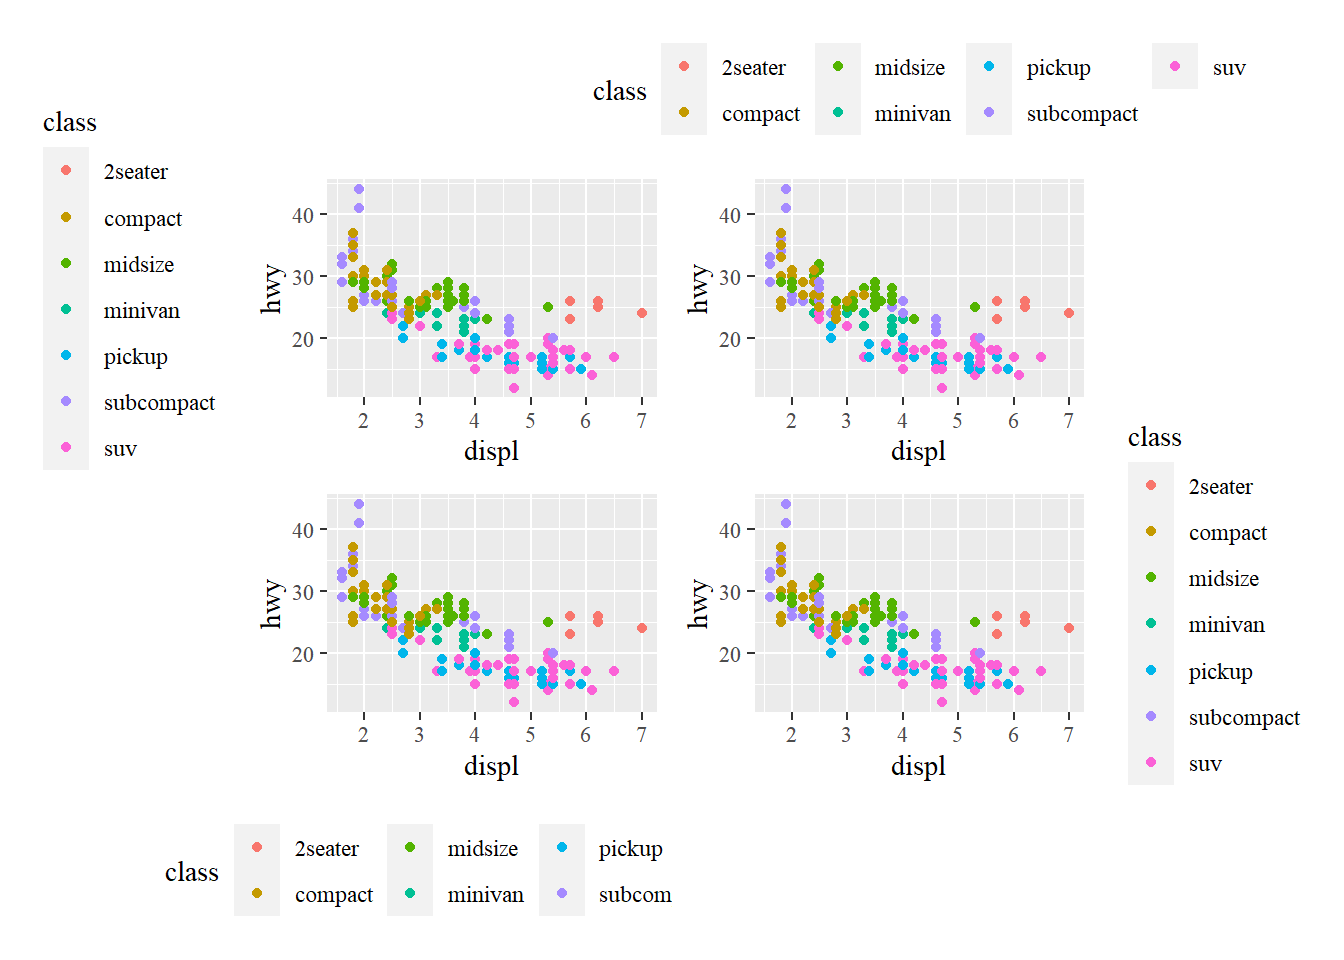 class
2seater
midsize
pickup
suv
compact
minivan
subcompact
class
2seater
compact
midsize
minivan
pickup
subcompact
suv
hwy
40
30
20
2 3 4 5 6 7
displ
hwy
40
30
20
2 3 4 5 6 7
displ
hwy
40
30
20
2 3 4 5 6 7
displ
hwy
40
30
20
2 3 4 5 6 7
displ
class
2seater
compact
midsize
minivan
pickup
subcompact
suv
class
2seater
midsize
pickup
compact
minivan
subcom